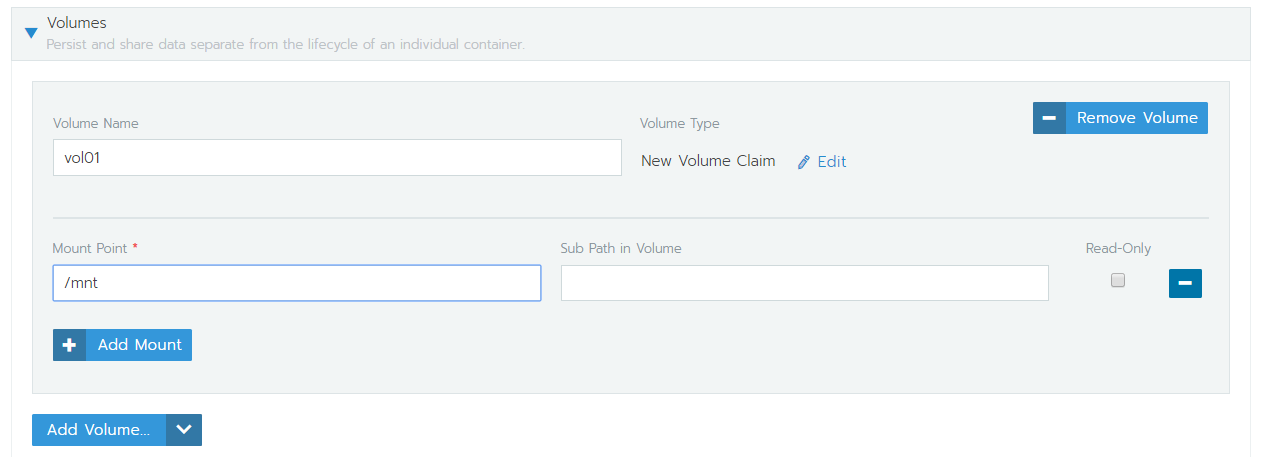 Volumes
Persist and share data separate from the lifecycle of an individual container.
Remove Volume
Volume Name
Volume Type
vol01
New Volume Claim
Edit
Mount Point *
Sub Path in Volume
Read-Only
/mnt
Add Mount
Add Volume...